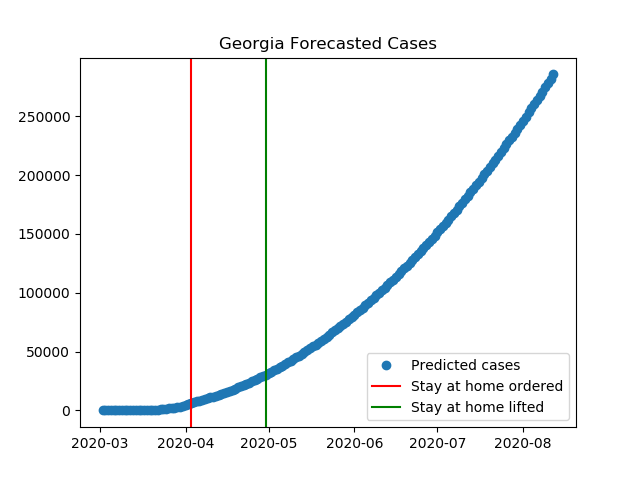 Georgia Forecasted Cases
250000
200000
150000
100000
50000
0
Predicted cases
Stay at home ordered
Stay at home lifted
2020-03 2020-04 2020-05 2020-06 2020-07 2020-08